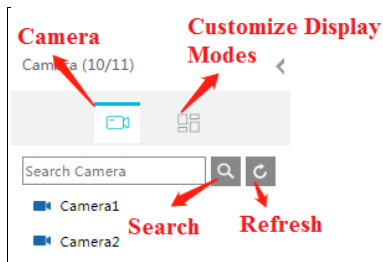 Camera
Customize Display
Modes
Camera (10/11)
Search Camera
Camera1
Camera2
Search
Refresh